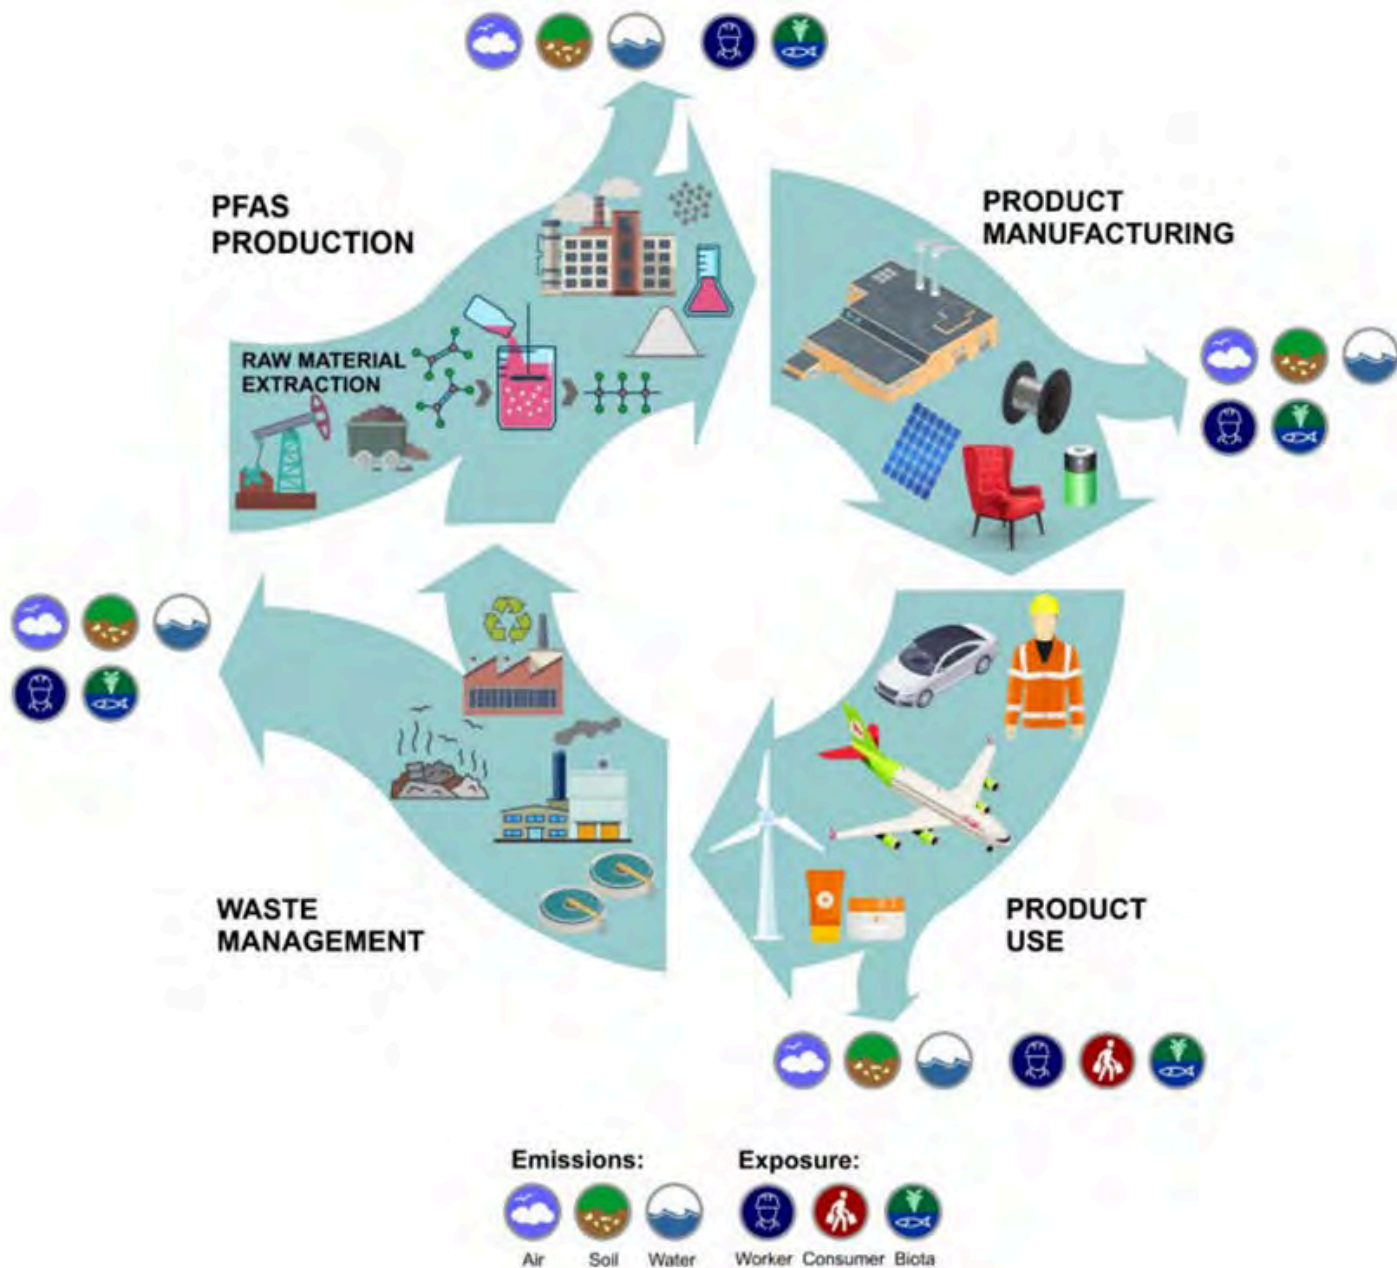 PFAS
PRODUCTION
PRODUCT
MANUFACTURING
RAW MATERIAL
EXTRACTION
WASTE
MANAGEMENT
PRODUCT
USE
Emissions:
Exposure:
Air
Soil
Water
Worker
Consumer
Biota